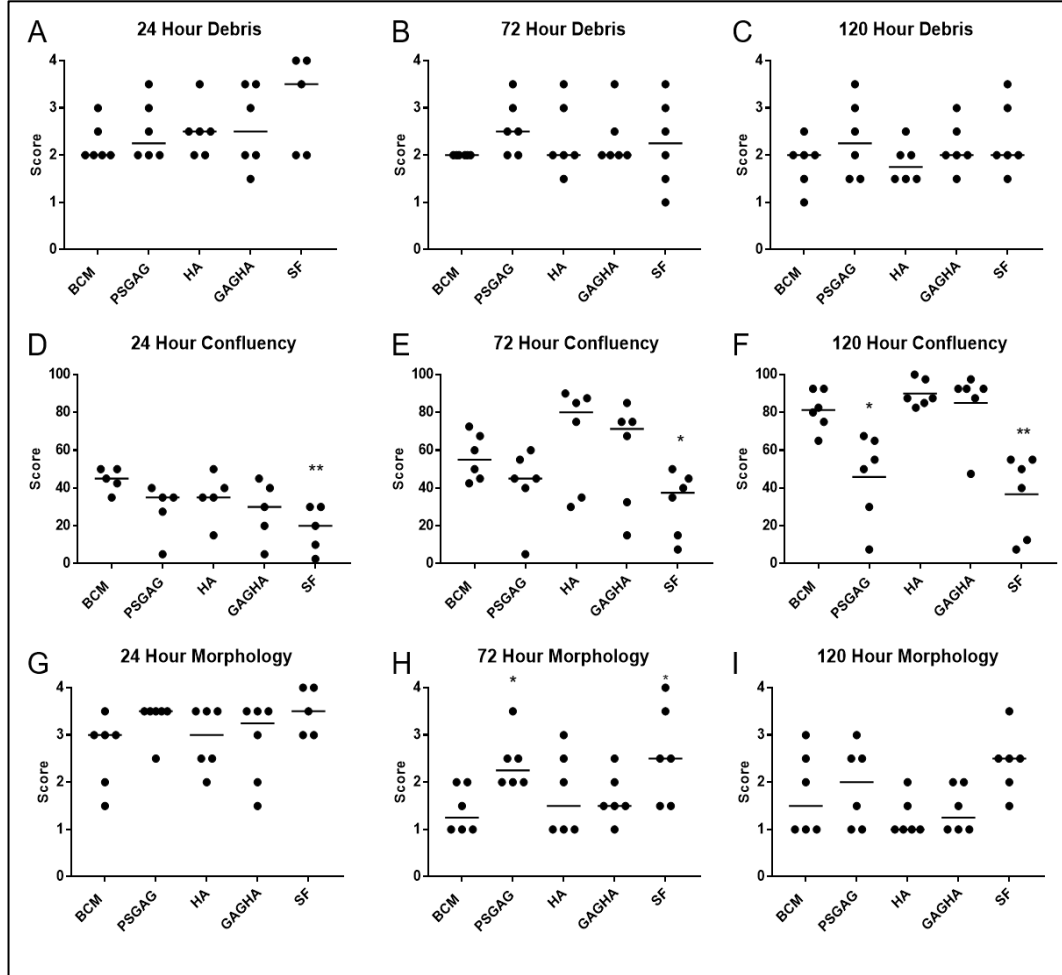 A 24 Hour Debris
B 72 Hour Debris
C 120 Hour Debris
4
3
2
1
0
Score
BCM PSGAG HA GAGHA SF
4
3
2
1
0
Score
BCM PSGAG HA GAGHA SF
4
3
2
1
0
Score
BCM PSGAG HA GAGHA SF
D 24 Hour Confluency
E 72 Hour Confluency
F 120 Hour Confluency
100
80
60
40
20
0
Score
**
BCM PSGAG HA GAGHA SF
100
80
60
40
20
0
Score
*
BCM PSGAG HA GAGHA SF
100
80
60
40
20
0
Score
*
**
BCM PSGAG HA GAGHA SF
G 24 Hour Morphology
H 72 Hour Morphology
I 120 Hour Morphology
4
3
2
1
0
Score
BCM PSGAG HA GAGHA SF
4
3
2
1
0
Score
*
*
BCM PSGAG HA GAGHA SF
4
3
2
1
0
Score
BCM PSGAG HA GAGHA SF